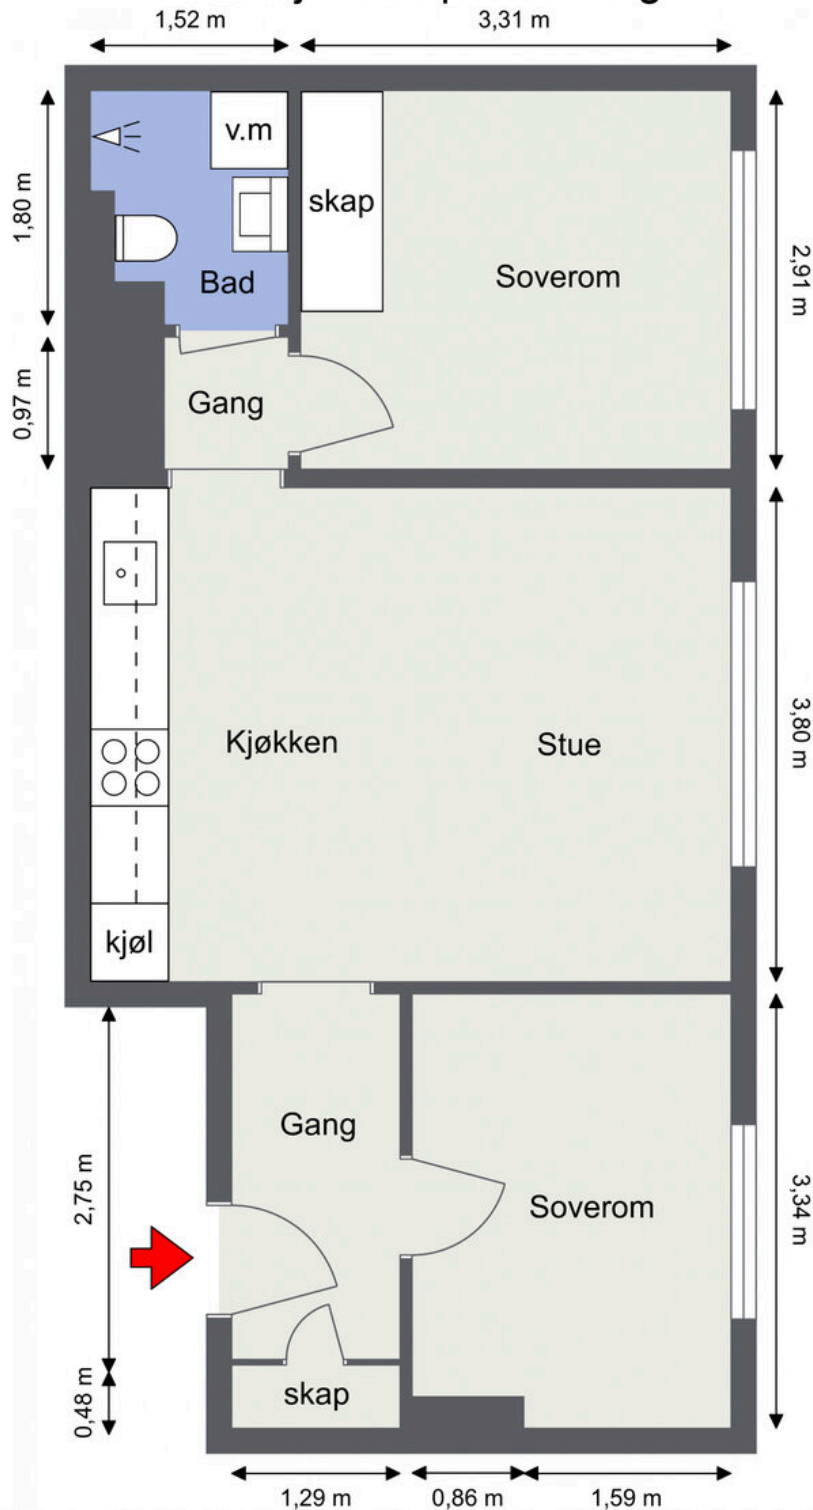 1,52 m
3,31 m
1,80 m
v.m
skap
Bad
Soverom
2,91 m
0,97 m
Gang
3,80 m
Kjøkken
Stue
kjøl
2,75 m
Gang
Soverom
3,34 m
0,48 m
skap
1,29 m
0,86 m
1,59 m